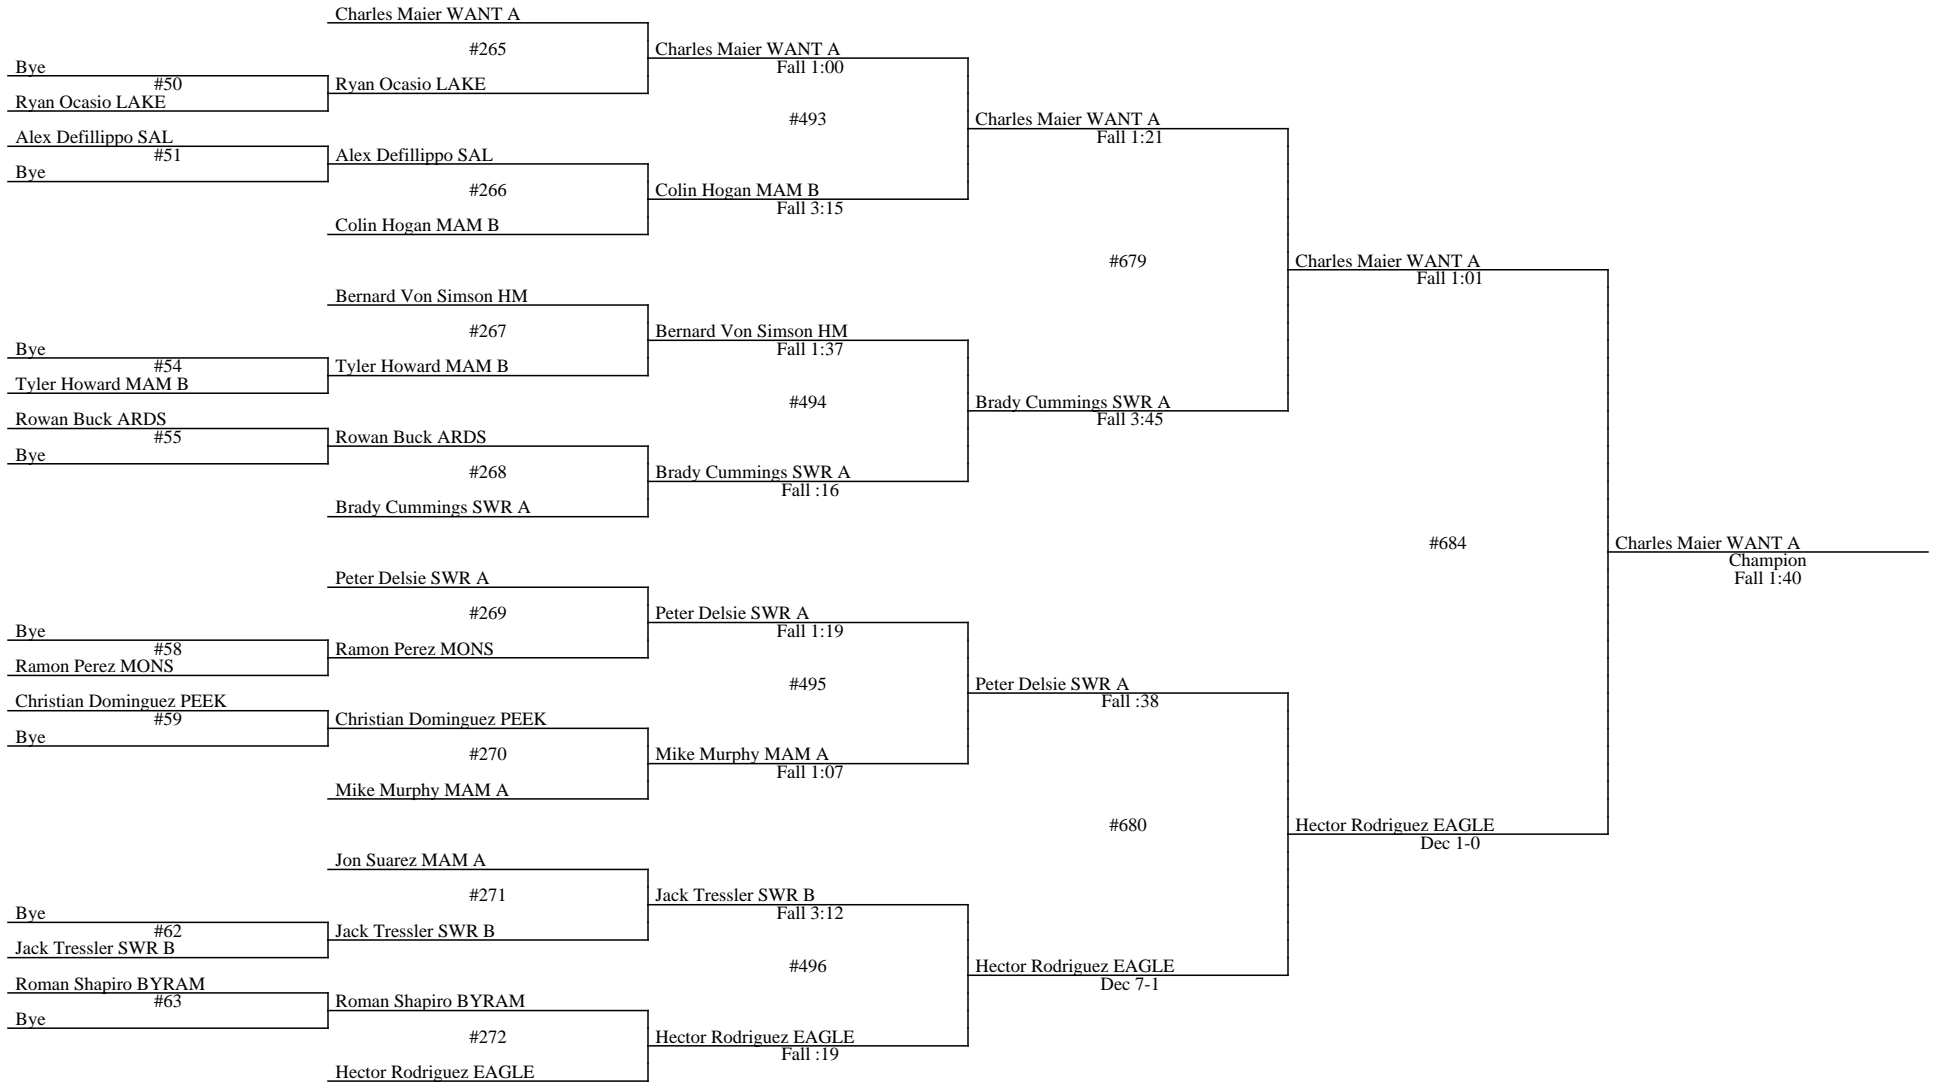 Charles Maier WANT A
#265
Charles Maier WANT A
Fall 1:00
Bye
#50
Ryan Ocasio LAKE
Ryan Ocasio LAKE
#493
Charles Maier WANT A
Fall 1:21
Alex Defillippo SAL
#51
Bye
Alex Defillippo SAL
#266
Colin Hogan MAM B
Fall 3:15
Colin Hogan MAM B
#679
Charles Maier WANT A
Fall 1:01
Bernard Von Simson HM
#267
Bernard Von Simson HM
Fall 1:37
Bye
#54
Tyler Howard MAM B
Tyler Howard MAM B
#494
Brady Cummings SWR A
Fall 3:45
Rowan Buck ARDS
#55
Bye
Rowan Buck ARDS
#268
Brady Cummings SWR A
Fall :16
Brady Cummings SWR A
#684
Charles Maier WANT A
Champion
Fall 1:40
Peter Delsie SWR A
#269
Peter Delsie SWR A
Fall 1:19
Bye
#58
Ramon Perez MONS
Ramon Perez MONS
#495
Peter Delsie SWR A
Fall :38
Christian Dominguez PEEK
#59
Bye
Christian Dominguez PEEK
#270
Mike Murphy MAM A
Fall 1:07
Mike Murphy MAM A
#680
Hector Rodriguez EAGLE
Dec 1-0
Jon Suarez MAM A
#271
Jack Tressler SWR B
Fall 3:12
Bye
#62
Jack Tressler SWR B
Jack Tressler SWR B
#496
Hector Rodriguez EAGLE
Dec 7-1
Roman Shapiro BYRAM
#63
Bye
Roman Shapiro BYRAM
#272
Hector Rodriguez EAGLE
Fall :19
Hector Rodriguez EAGLE